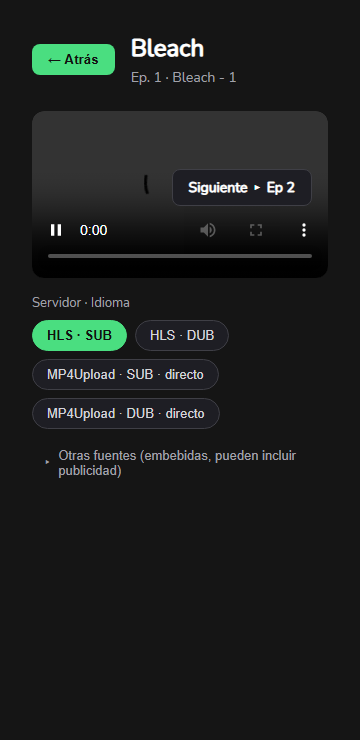 ← Atrás
Bleach
Ep. 1 · Bleach - 1
Siguiente ▸ Ep 2
0:00
Servidor · Idioma
HLS · SUB
HLS · DUB
MP4Upload · SUB · directo
MP4Upload · DUB · directo
▸ Otras fuentes (embebidas, pueden incluir
publicidad)